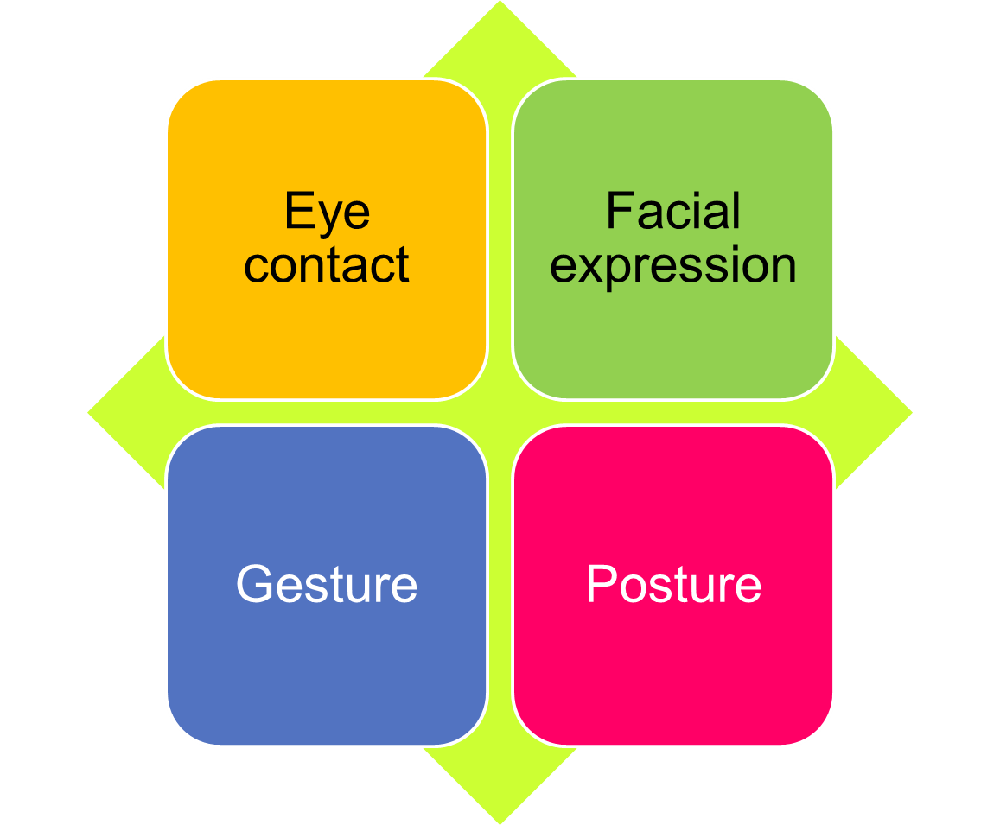 Eye
contact
Facial
expression
Gesture
Posture